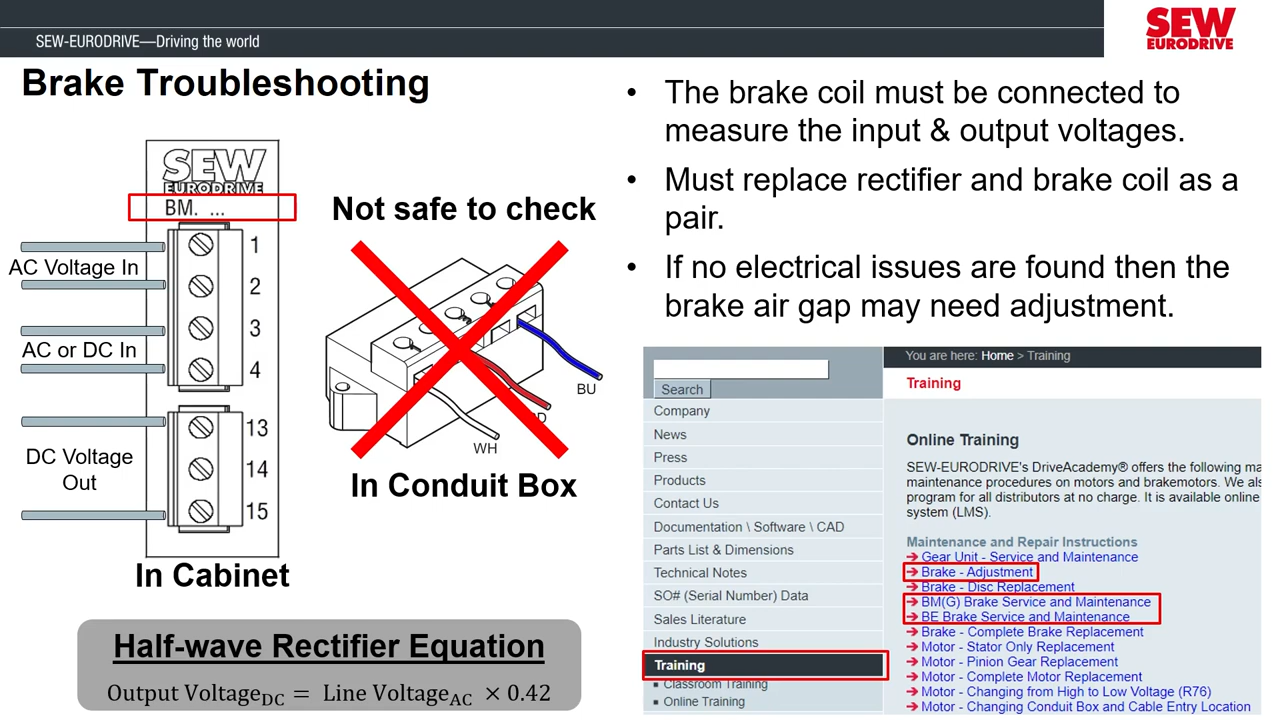 SEW-EURODRIVE—Driving the world
SEW
EURODRIVE
Brake Troubleshooting
SEW
EURODRIVE
BM. ...
AC Voltage In
AC or DC In
DC Voltage
Out
1
2
3
4
13
14
15
In Cabinet
Not safe to check
BU
WH
In Conduit Box
Half-wave Rectifier Equation
Output VoltageDC = Line VoltageAC × 0.42
• The brake coil must be connected to
measure the input & output voltages.
• Must replace rectifier and brake coil as a
pair.
• If no electrical issues are found then the
brake air gap may need adjustment.
Search
Company
News
Press
Products
Contact Us
Documentation \ Software \ CAD
Parts List & Dimensions
Technical Notes
SO# (Serial Number) Data
Sales Literature
Industry Solutions
Training
Classroom Training
Online Training
You are here: Home > Training
Training
Online Training
SEW-EURODRIVE's DriveAcademy® offers the following ma
maintenance procedures on motors and brakemotors. We als
program for all distributors at no charge. It is available online
system (LMS).
Maintenance and Repair Instructions
Gear Unit - Service and Maintenance
Brake - Adjustment
Brake - Disc Replacement
BM(G) Brake Service and Maintenance
BE Brake Service and Maintenance
Brake - Complete Brake Replacement
Motor - Stator Only Replacement
Motor - Pinion Gear Replacement
Motor - Complete Motor Replacement
Motor - Changing from High to Low Voltage (R76)
Motor - Changing Conduit Box and Cable Entry Location